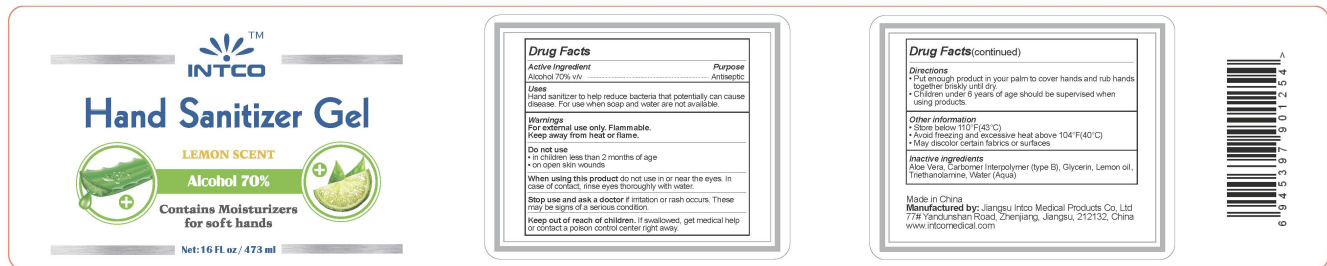 TM
INTCO
Hand Sanitizer Gel
LEMON SCENT
Alcohol 70%
Contains Moisturizers
for soft hands
Net: 16 FL oz / 473 ml
Drug Facts
Active Ingredient Purpose
Alcohol 70% v/v Antiseptic
Uses
Hand sanitizer to help reduce bacteria that potentially can cause
disease. For use when soap and water are not available.
Warnings
For external use only. Flammable.
Keep away from heat or flame.
Do not use
• in children less than 2 months of age
• on open skin wounds
When using this product do not use in or near the eyes. In
case of contact, rinse eyes thoroughly with water.
Stop use and ask a doctor if irritation or rash occurs. These
may be signs of a serious condition.
Keep out of reach of children. If swallowed, get medical help
or contact a poison control center right away.
Drug Facts(continued)
Directions
• Put enough product in your palm to cover hands and rub hands
together briskly until dry.
• Children under 6 years of age should be supervised when
using products.
Other information
• Store below 110°F(43°C)
• Avoid freezing and excessive heat above 104°F(40°C)
• May discolor certain fabrics or surfaces
Inactive ingredients
Aloe Vera, Carbomer Interpolymer (type B), Glycerin, Lemon oil,
Triethanolamine, Water (Aqua)
Made in China
Manufactured by: Jiangsu Intco Medical Products Co, Ltd
77# Yandunshan Road, Zhenjiang, Jiangsu, 212132, China
www.intcomedical.com
6 945397 901254 >